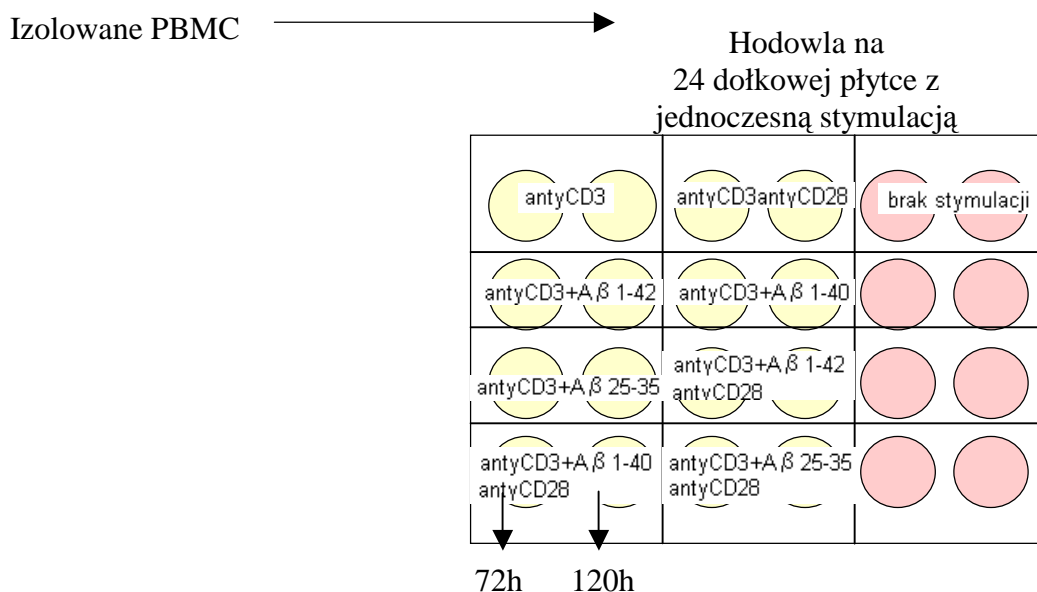 Izolowane PBMC
Hodowla na
24 dołkowej płytce z
jednoczesną stymulacją
antyCD3
antyCD3antyCD28
brak stymulacji
antyCD3+Aβ 1-42
antyCD3+Aβ 1-40
antyCD3+Aβ 25-35
antyCD3+Aβ 1-42
antyCD28
antyCD3+Aβ 1-40
antyCD28
antyCD3+Aβ 25-35
antyCD28
72h
120h